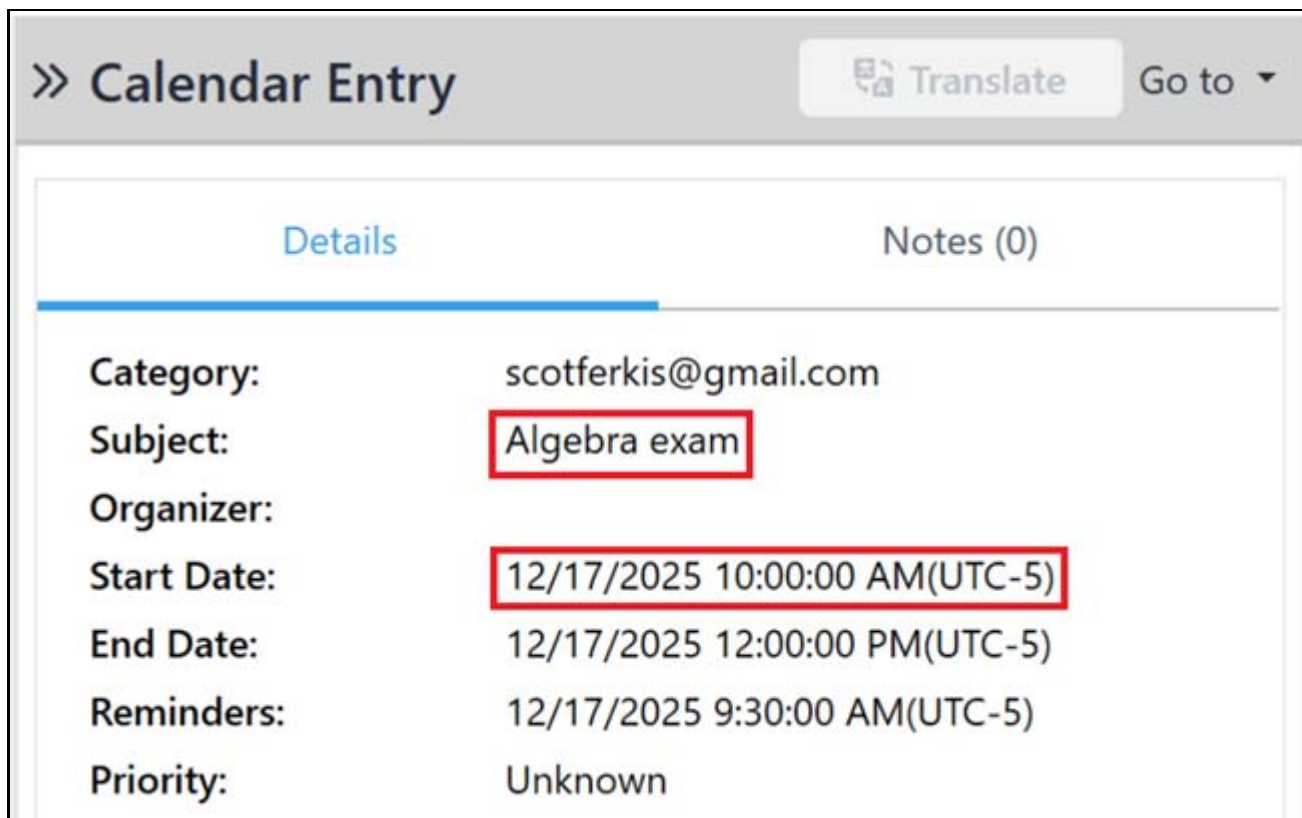 » Calendar Entry Translate Go to
Details Notes (0)
Category: scotferkis@gmail.com
Subject: Algebra exam
Organizer:
Start Date: 12/17/2025 10:00:00 AM(UTC-5)
End Date: 12/17/2025 12:00:00 PM(UTC-5)
Reminders: 12/17/2025 9:30:00 AM(UTC-5)
Priority: Unknown